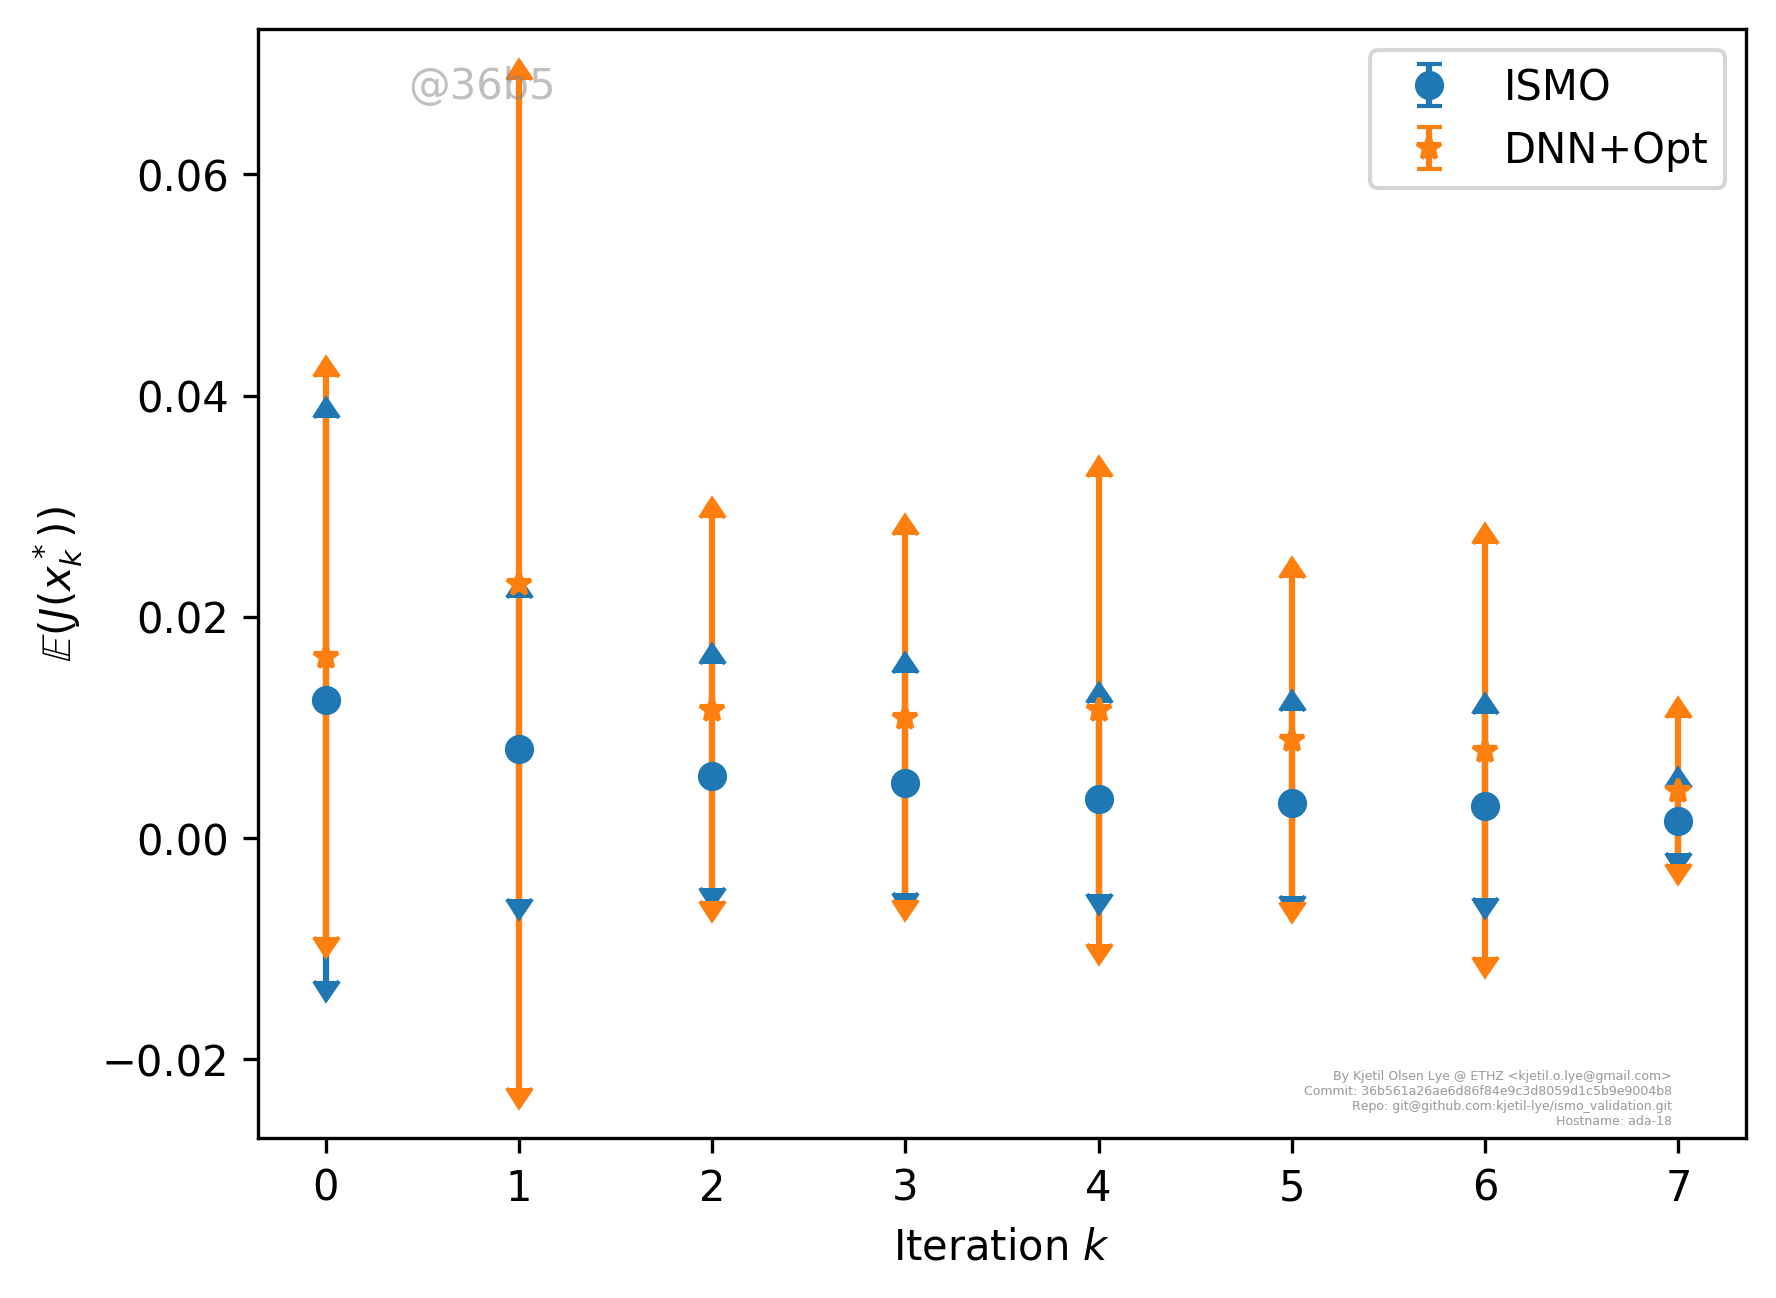 @36b5
ISMO
DNN+Opt
0.06
0.04
0.02
0.00
−0.02
𝔼(J(x*k))
0 1 2 3 4 5 6 7
Iteration k
By Kjetil Olsen Lye @ ETHZ <kjetil.o.lye@gmail.com>
Commit: 36b561a26ae6d86f84e9c3d8059d1c5b9e9004b8
Repo: git@github.com:kjetil-lye/ismo_validation.git
Hostname: ada-18